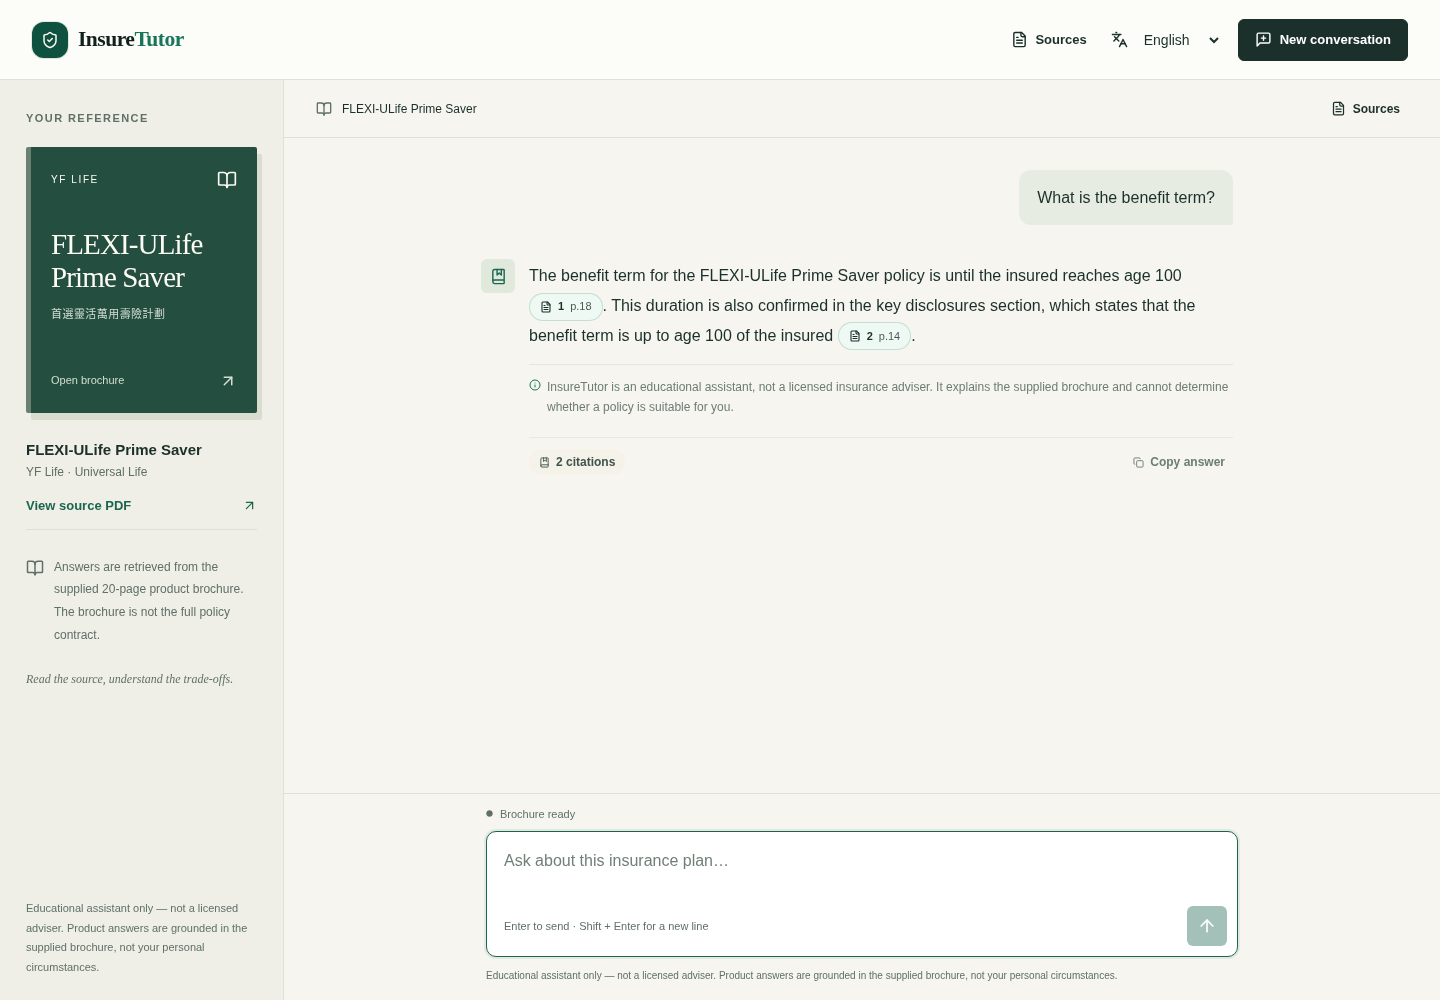 InsureTutor
Sources
English
New conversation
YOUR REFERENCE
YF LIFE
FLEXI-ULife
Prime Saver
首選靈活萬用壽險計劃
Open brochure
FLEXI-ULife Prime Saver
YF Life · Universal Life
View source PDF
Answers are retrieved from the
supplied 20-page product brochure.
The brochure is not the full policy
contract.
Read the source, understand the trade-offs.
Educational assistant only — not a licensed
adviser. Product answers are grounded in the
supplied brochure, not your personal
circumstances.
FLEXI-ULife Prime Saver
Sources
What is the benefit term?
The benefit term for the FLEXI-ULife Prime Saver policy is until the insured reaches age 100
1 p.18 . This duration is also confirmed in the key disclosures section, which states that the
benefit term is up to age 100 of the insured 2 p.14 .
InsureTutor is an educational assistant, not a licensed insurance adviser. It explains the supplied brochure and cannot determine
whether a policy is suitable for you.
2 citations
Copy answer
Brochure ready
Ask about this insurance plan…
Enter to send · Shift + Enter for a new line
Educational assistant only — not a licensed adviser. Product answers are grounded in the supplied brochure, not your personal circumstances.